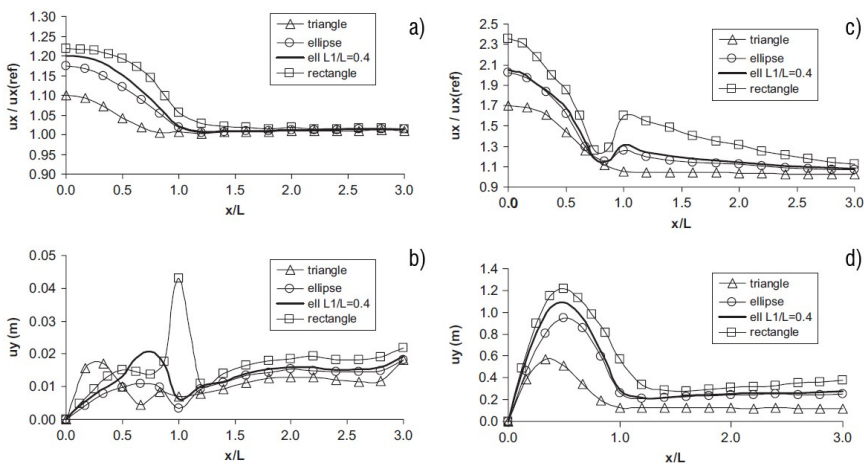 a)
ux / ux(ref)
1.30
1.25
1.20
1.15
1.10
1.05
1.00
0.95
0.90
triangle
ellipse
ell L1/L=0.4
rectangle
0.0 0.5 1.0 1.5 2.0 2.5 3.0
x/L
c)
ux / ux(ref)
2.5
2.3
2.1
1.9
1.7
1.5
1.3
1.1
0.9
triangle
ellipse
ell L1/L=0.4
rectangle
0.0 0.5 1.0 1.5 2.0 2.5 3.0
x/L
b)
uy (m)
0.05
0.04
0.03
0.02
0.01
0.00
triangle
ellipse
ell L1/L=0.4
rectangle
0.0 0.5 1.0 1.5 2.0 2.5 3.0
x/L
d)
uy (m)
1.4
1.2
1.0
0.8
0.6
0.4
0.2
0.0
triangle
ellipse
ell L1/L=0.4
rectangle
0.0 1.0 2.0 3.0
x/L